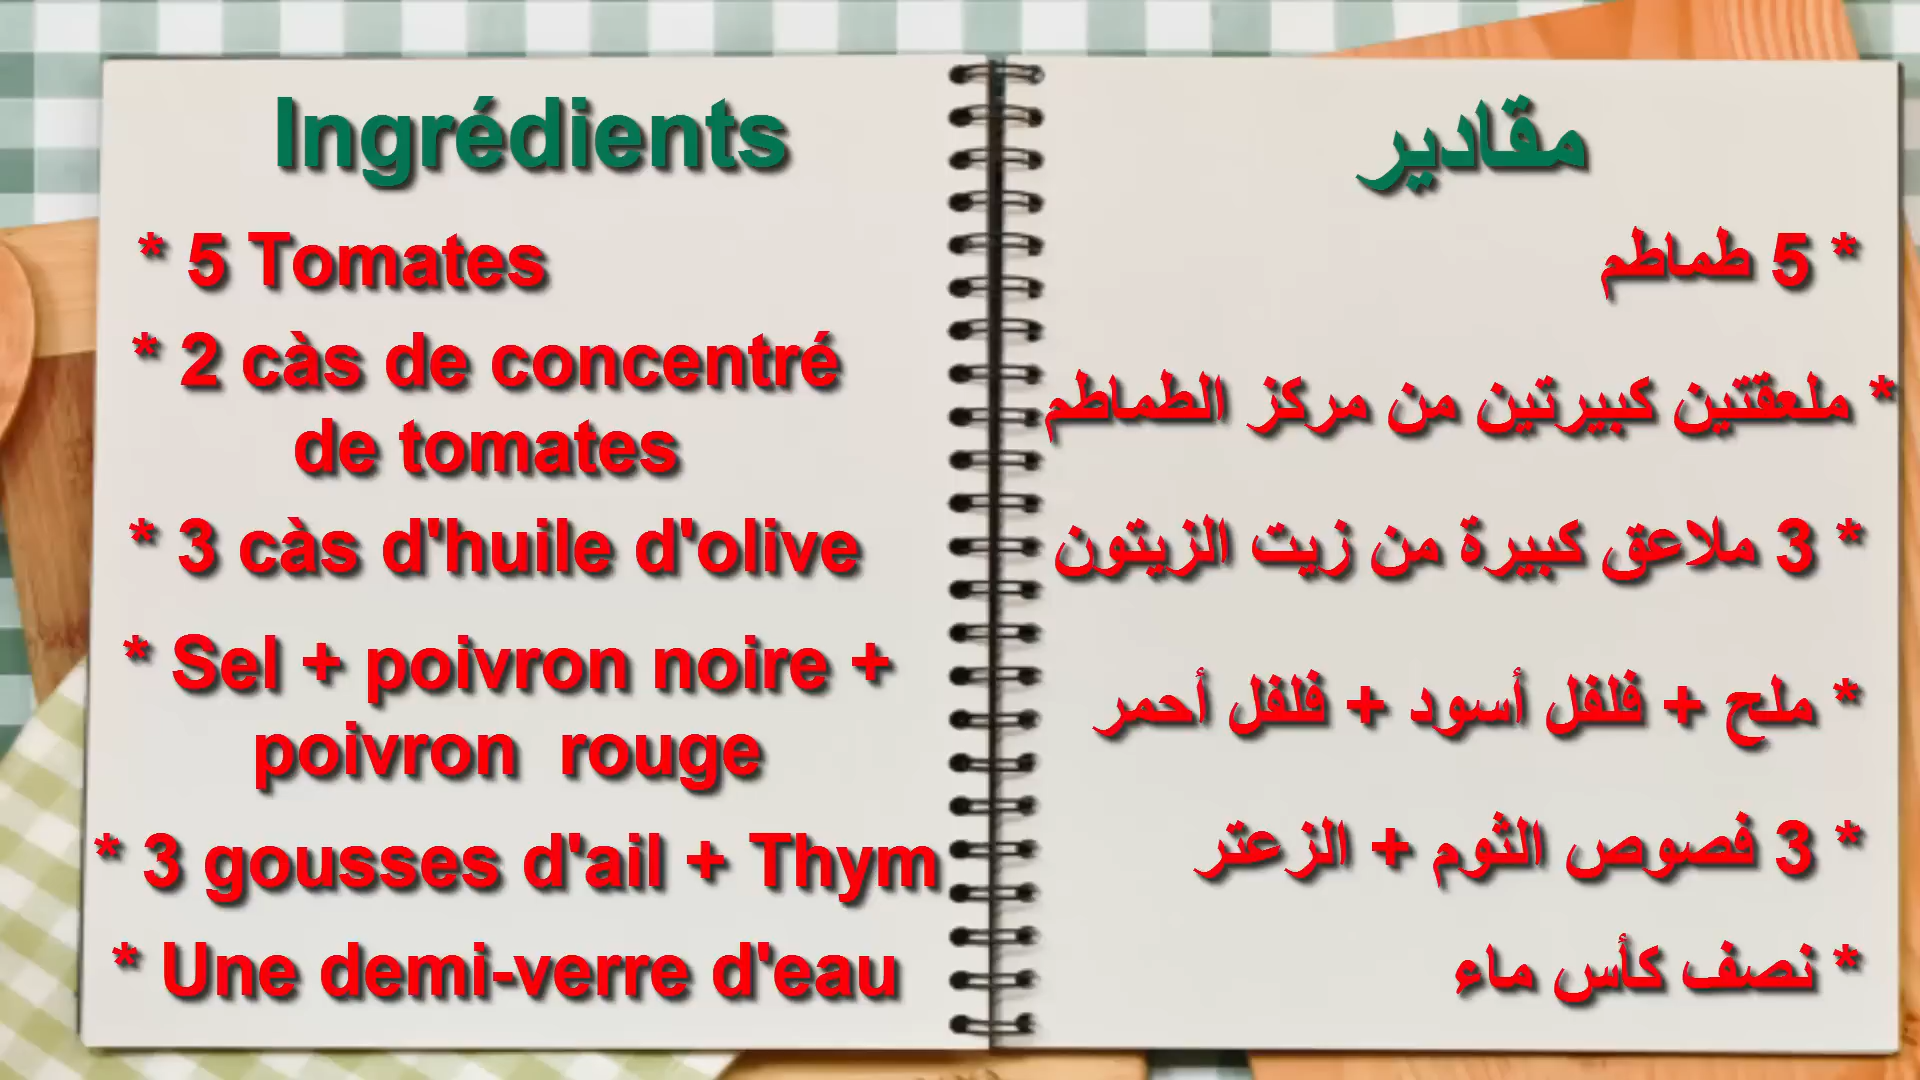 Ingrédients
* 5 Tomates
* 2 càs de concentré
de tomates
* 3 càs d'huile d'olive
* Sel + poivron noire +
poivron rouge
* 3 gousses d'ail + Thym
* Une demi-verre d'eau
مقادير
* 5 طماطم
* ملعقتين كبيرتين من مركز الطماطم
* 3 ملاعق كبيرة من زيت الزيتون
* ملح + فلفل أسود + فلفل أحمر
* 3 فصوص الثوم + الزعتر
* نصف كأس ماء